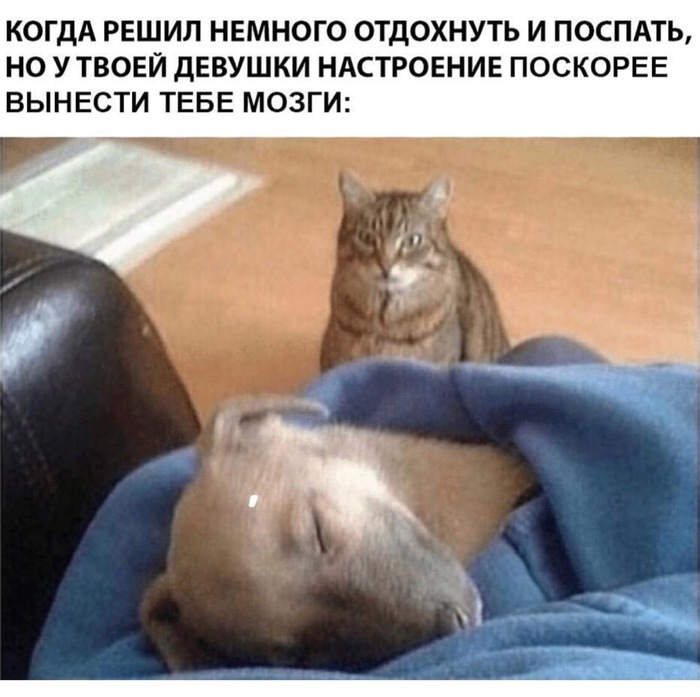 КОГДА РЕШИЛ НЕМНОГО ОТДОХНУТЬ И ПОСПАТЬ,
НО У ТВОЕЙ ДЕВУШКИ НАСТРОЕНИЕ ПОСКОРЕЕ
ВЫНЕСТИ ТЕБЕ МОЗГИ: